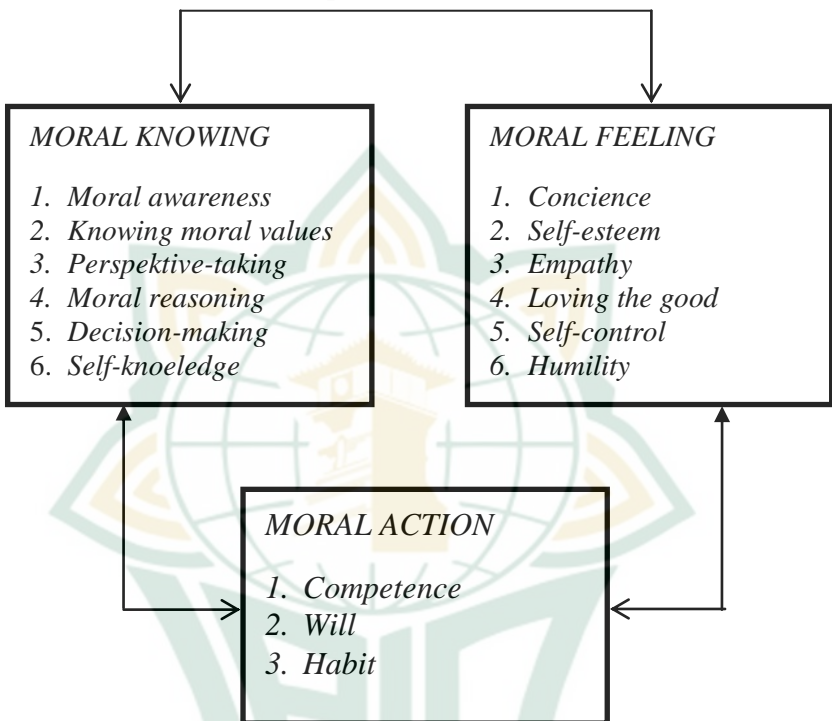 MORAL KNOWING
1. Moral awareness
2. Knowing moral values
3. Perspektive-taking
4. Moral reasoning
5. Decision-making
6. Self-knoeledge
MORAL FEELING
1. Concience
2. Self-esteem
3. Empathy
4. Loving the good
5. Self-control
6. Humility
MORAL ACTION
1. Competence
2. Will
3. Habit